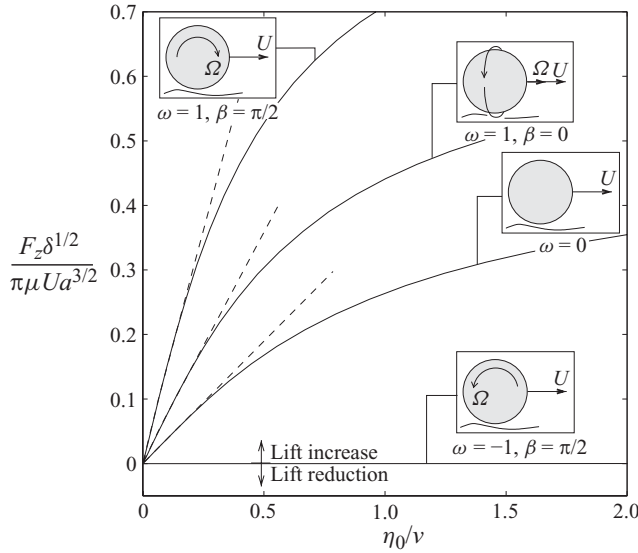 0.7
0.6
0.5
0.4
0.3
0.2
0.1
0
F_z δ^{1/2}
πμUa^{3/2}
Ω
U
ω = 1, β = π/2
Ω U
ω = 1, β = 0
U
ω = 0
Ω
U
ω = −1, β = π/2
Lift increase
Lift reduction
0
0.5
1.0
1.5
2.0
η_0/ν